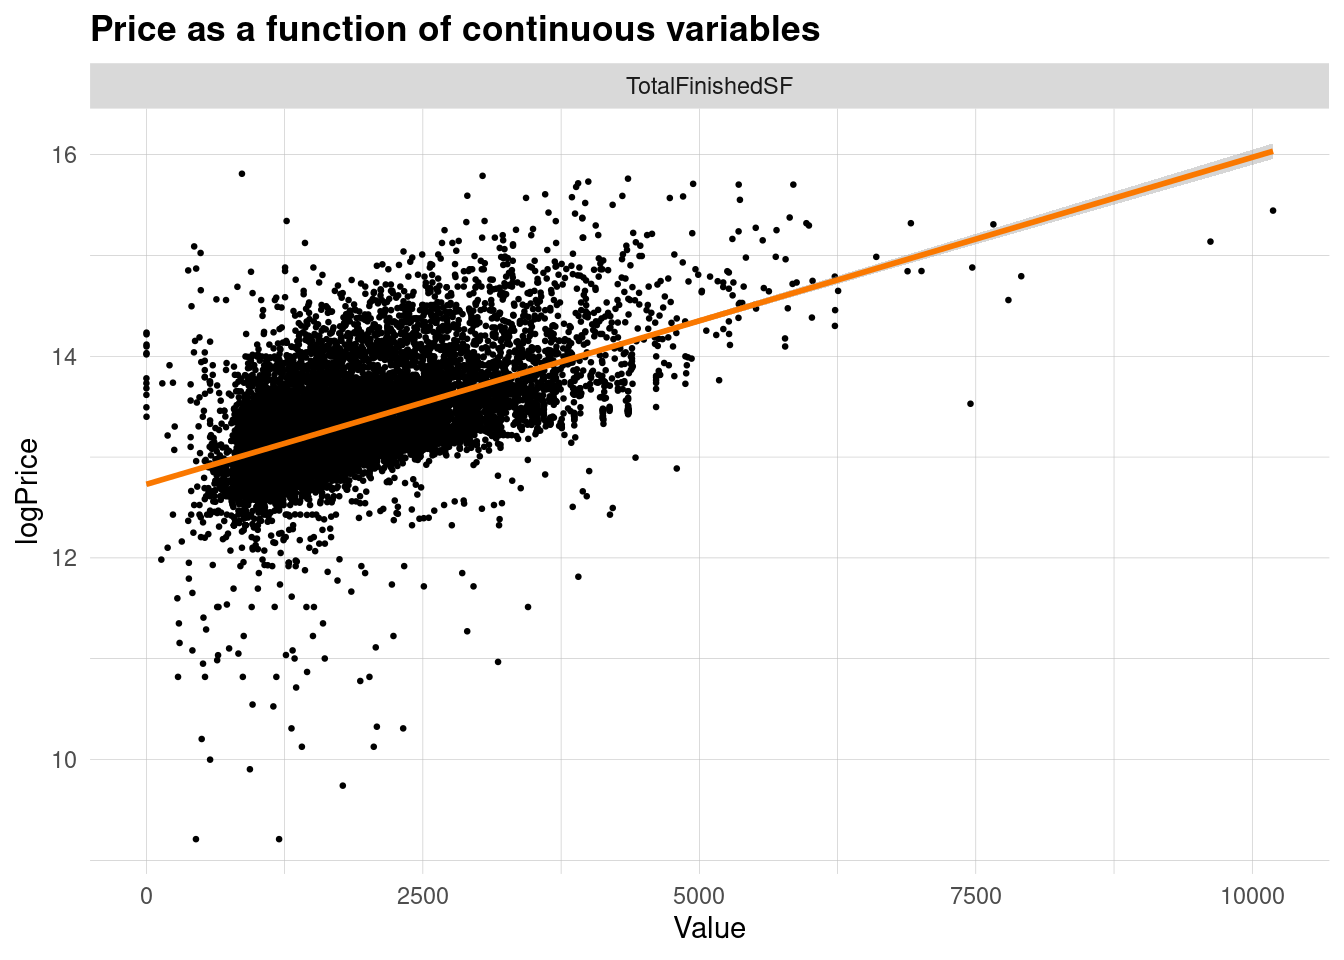 Price as a function of continuous variables
TotalFinishedSF
16
14
12
10
logPrice
0 2500 5000 7500 10000
Value